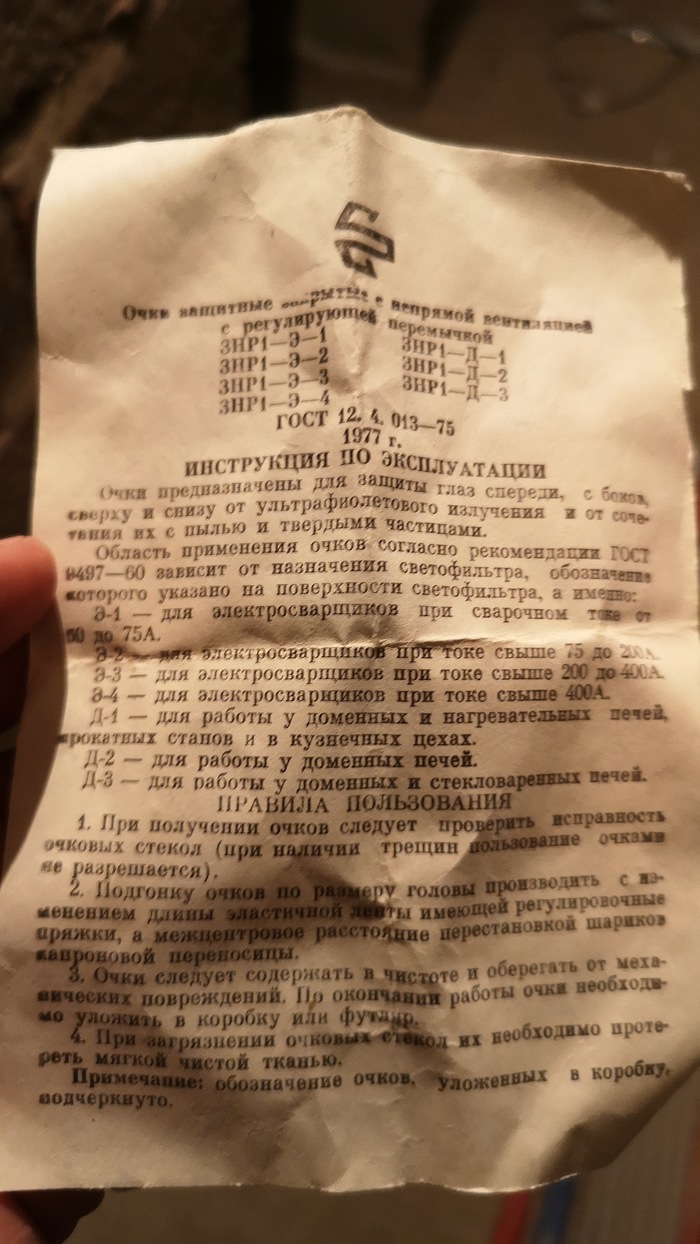 Очки защитные закрытые с непрямой вентиляцией
с регулирующей перемычкой
ЗНР1—Э—1 ЗНР1—Д—1
ЗНР1—Э—2 ЗНР1—Д—2
ЗНР1—Э—3 ЗНР1—Д—3
ЗНР1—Э—4
ГОСТ 12. 4. 013—75
1977 г.
ИНСТРУКЦИЯ ПО ЭКСПЛУАТАЦИИ
Очки предназначены для защиты глаз спереди, с боков,
сверху и снизу от ультрафиолетового излучения и от соче-
тания их с пылью и твердыми частицами.
Область применения очков согласно рекомендации ГОСТ
9497—60 зависит от назначения светофильтра, обозначение
которого указано на поверхности светофильтра, а именно:
Э-1 — для электросварщиков при сварочном токе от
50 до 75А.
Э-2 — для электросварщиков при токе свыше 75 до 200А.
Э-3 — для электросварщиков при токе свыше 200 до 400А.
Э-4 — для электросварщиков при токе свыше 400А.
Д-1 — для работы у доменных и нагревательных печей,
прокатных станов и в кузнечных цехах.
Д-2 — для работы у доменных печей.
Д-3 — для работы у доменных и стекловаренных печей.
ПРАВИЛА ПОЛЬЗОВАНИЯ
1. При получении очков следует проверить исправность
очковых стекол (при наличии трещин пользование очками
не разрешается).
2. Подгонку очков по размеру головы производить с из-
менением длины эластичной ленты имеющей регулировочные
пряжки, а межцентровое расстояние перестановкой шариков
капроновой переносицы.
3. Очки следует содержать в чистоте и оберегать от меха-
нических повреждений. По окончании работы очки необходи-
мо уложить в коробку или футляр.
4. При загрязнении очковых стекол их необходимо проте-
реть мягкой чистой тканью.
Примечание: обозначение очков, уложенных в коробку,
подчеркнуто.